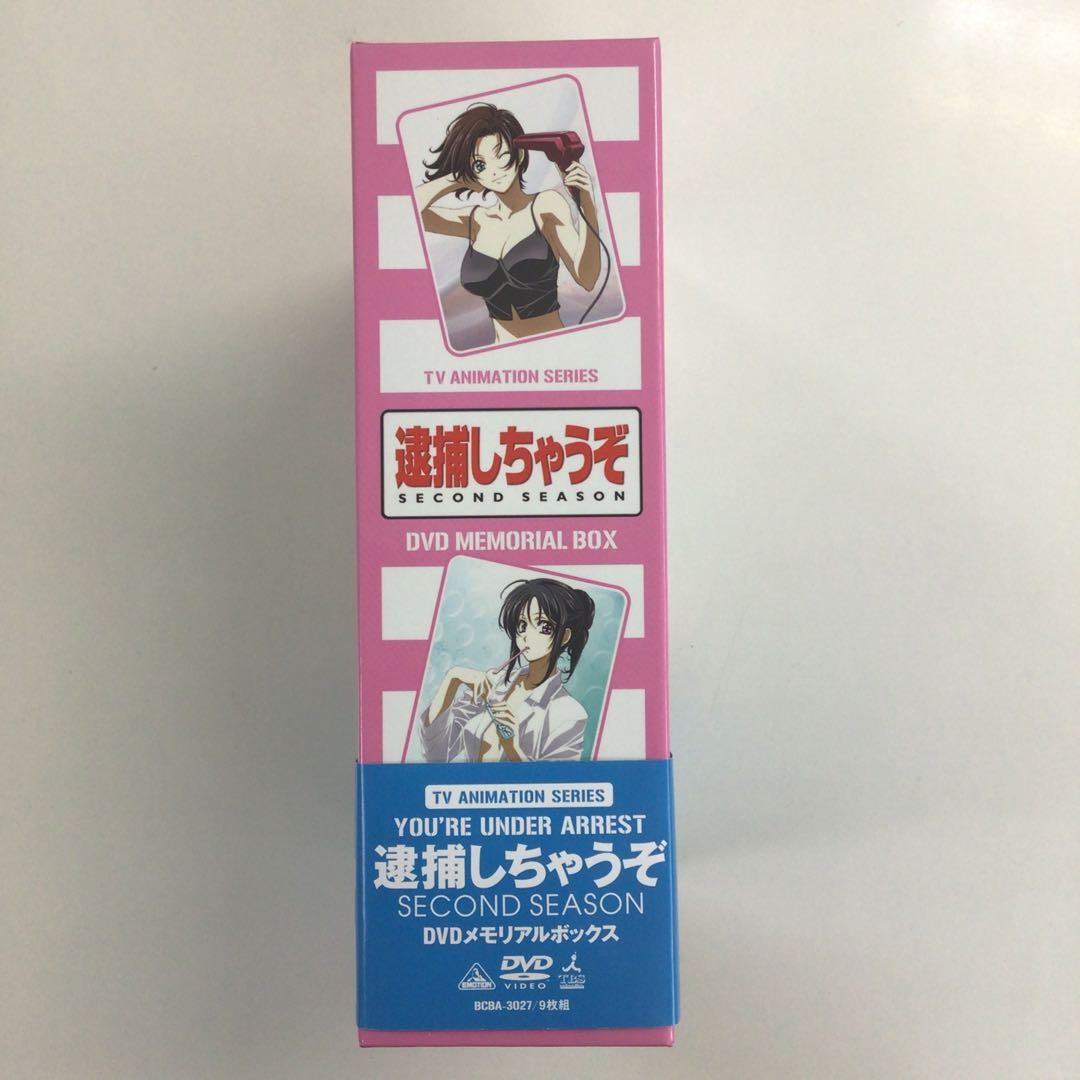 TV ANIMATION SERIES
逮捕しちゃうぞ
SECOND SEASON
DVD MEMORIAL BOX
TV ANIMATION SERIES
YOU'RE UNDER ARREST
逮捕しちゃうぞ
SECOND SEASON
DVDメモリアルボックス
EMOTION
DVD
VIDEO
TBS
BCBA-3027/9枚組